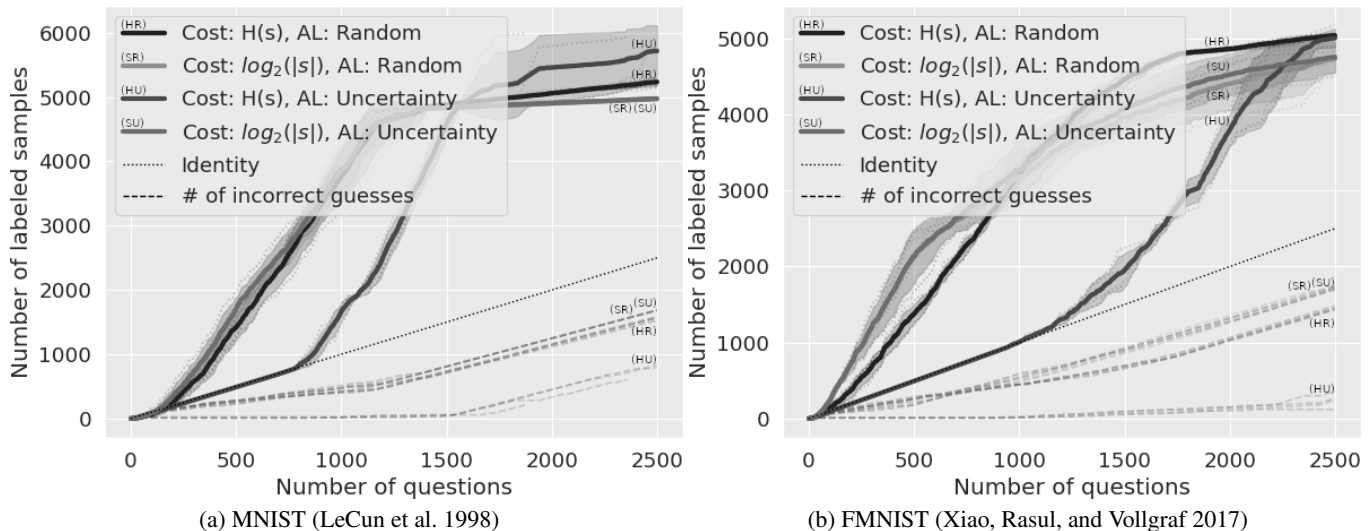 (HR) Cost: H(s), AL: Random
(SR) Cost: log₂(|s|), AL: Random
(HU) Cost: H(s), AL: Uncertainty
(SU) Cost: log₂(|s|), AL: Uncertainty
Identity
# of incorrect guesses
(HU)
(HR)
(SR)(SU)
(SR)(SU)
(HR)
(HU)
6000
5000
4000
3000
2000
1000
0
Number of labeled samples
0 500 1000 1500 2000 2500
Number of questions
(a) MNIST (LeCun et al. 1998)
(HR) Cost: H(s), AL: Random
(SR) Cost: log₂(|s|), AL: Random
(HU) Cost: H(s), AL: Uncertainty
(SU) Cost: log₂(|s|), AL: Uncertainty
Identity
# of incorrect guesses
(HR)
(SU)
(SR)
(HU)
(SR)(SU)
(HR)
(HU)
5000
4000
3000
2000
1000
0
Number of labeled samples
0 500 1000 1500 2000 2500
Number of questions
(b) FMNIST (Xiao, Rasul, and Vollgraf 2017)